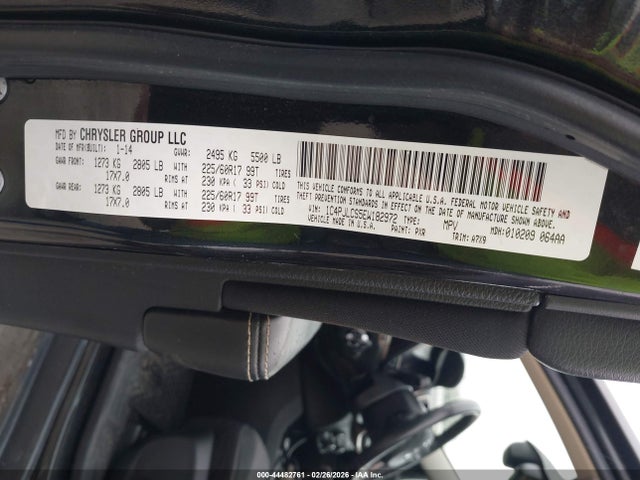 MFD BY CHRYSLER GROUP LLC
DATE OF MFR(BUILT): 1-14 GVWR: 2495 KG 5500 LB
GAWR FRONT: 1273 KG 2805 LB WITH 225/60R17 99T TIRES
17X7.0 RIMS AT 230 KPA ( 33 PSI) COLD
GAWR REAR: 1273 KG 2805 LB WITH 225/60R17 99T TIRES
17X7.0 RIMS AT 230 KPA ( 33 PSI) COLD
THIS VEHICLE CONFORMS TO ALL APPLICABLE U.S.A. FEDERAL MOTOR VEHICLE SAFETY AND
THEFT PREVENTION STANDARDS IN EFFECT ON THE DATE OF MANUFACTURE SHOWN ABOVE.
VIN: 1C4PJLCS5EW182972 TYPE: MPV MDH: 010209 064AA
MADE IN U.S.A. PAINT: PXR TRIM: A7X9
000-44482761 - 02/26/2026 - IAAI.COM